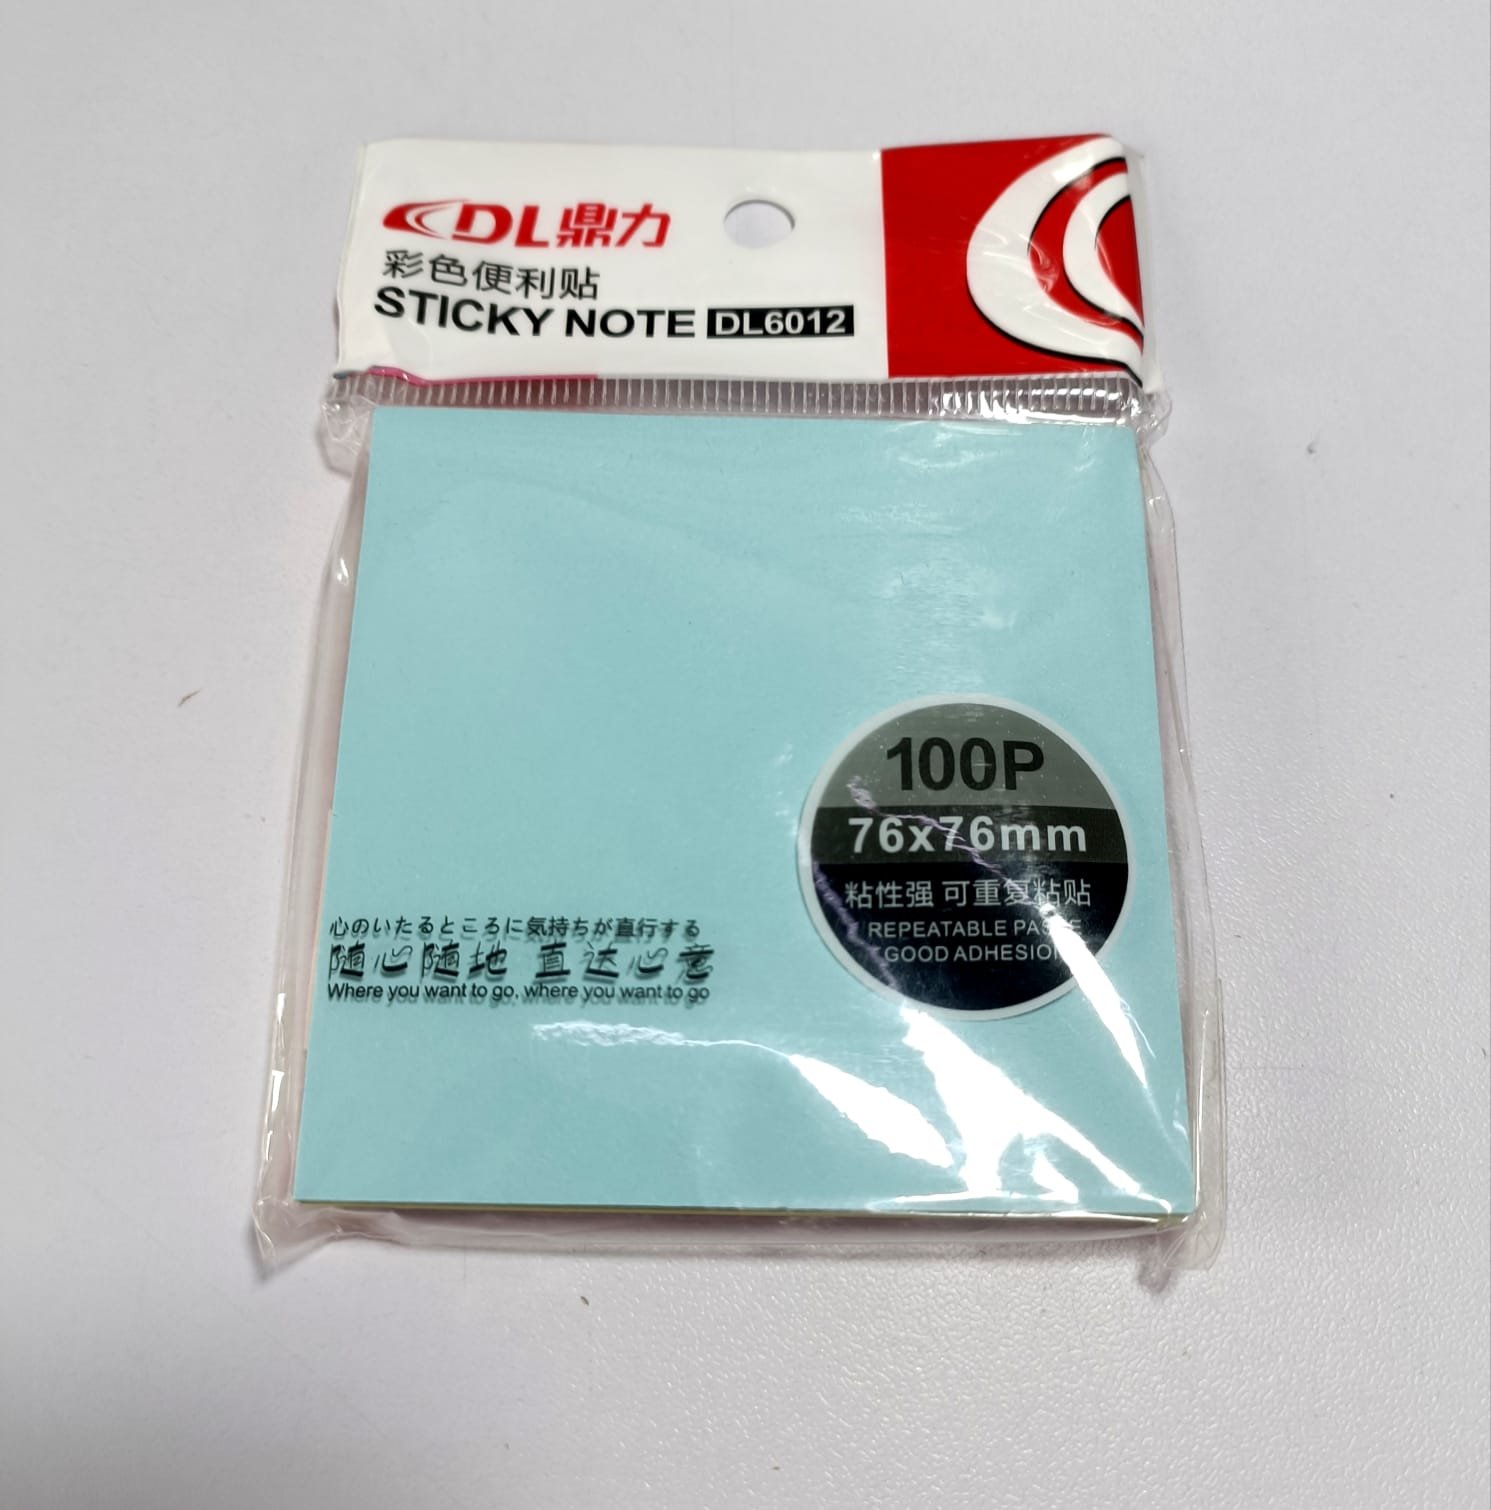 DL鼎力
彩色便利贴
STICKY NOTE DL6012
100P
76x76mm
粘性强 可重复粘贴
REPEATABLE PASTE
GOOD ADHESION
心のいたるところに気持ちが直行する
随心随地 直达心意
Where you want to go, where you want to go